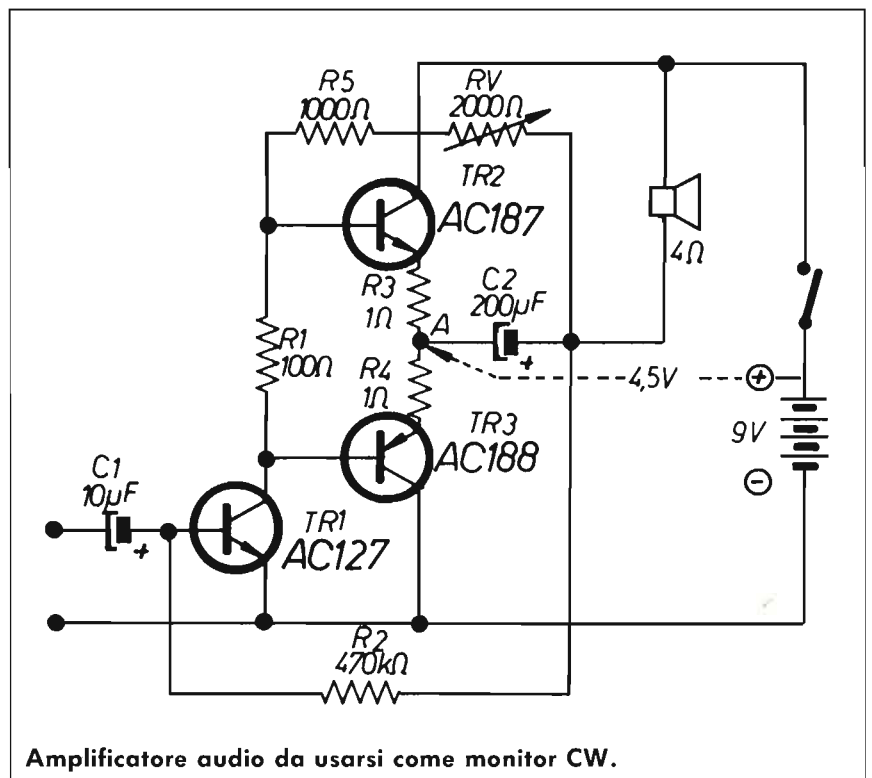 R5
1000Ω
RV
2000Ω
TR2
AC187
R3
1Ω
A
C2
200µF
+
4Ω
R1
100Ω
R4
1Ω
4,5V
+
9V
-
TR3
AC188
C1
10µF
+
TR1
AC127
R2
470kΩ
Amplificatore audio da usarsi come monitor CW.